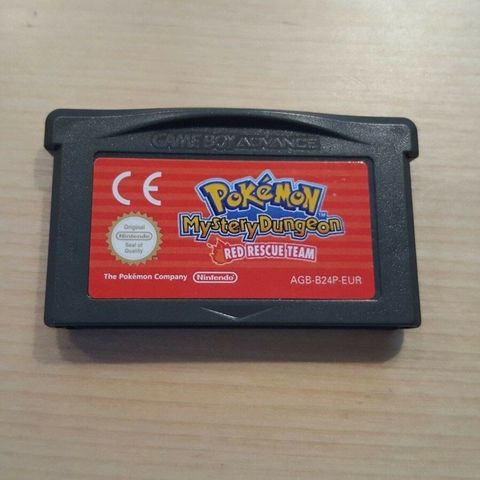 GAME BOY ADVANCE
CE
POKéMON
TM
Mystery Dungeon
RED RESCUE TEAM
Original
Nintendo
Seal of
Quality
The Pokémon Company
Nintendo
AGB-B24P-EUR